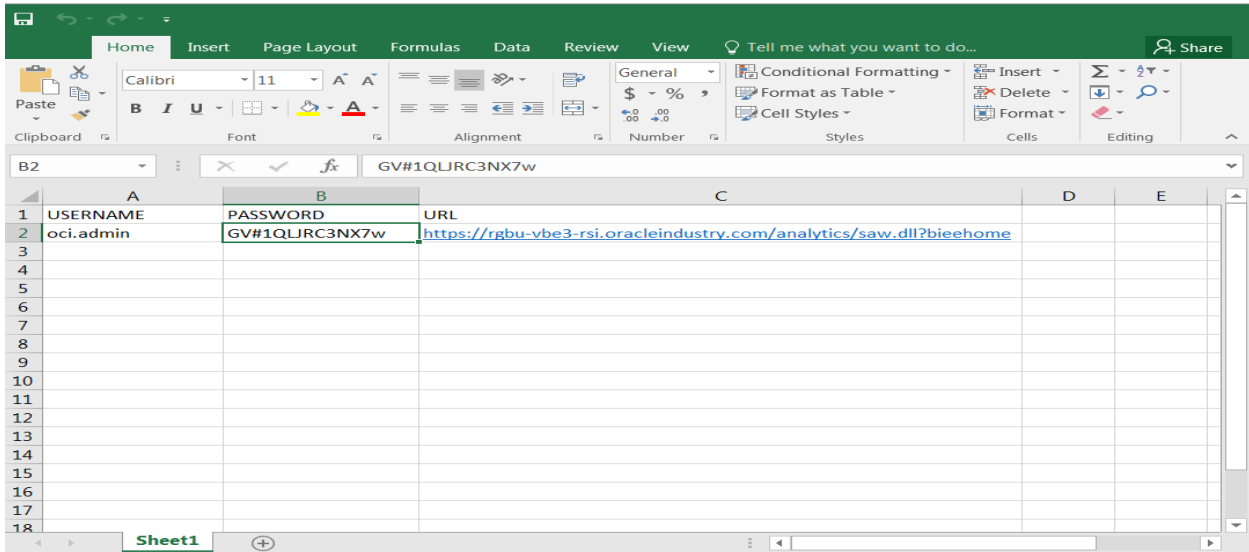 Home Insert Page Layout Formulas Data Review View Tell me what you want to do... Share
Calibri 11 A A General Conditional Formatting Insert Σ
Paste B I U A $ % , Format as Table Delete
Cell Styles Format
Clipboard Font Alignment Number Styles Cells Editing
B2 fx GV#1QLJRC3NX7w
A B C D E
1 USERNAME PASSWORD URL
2 oci.admin GV#1QLJRC3NX7w https://rgbu-vbe3-rsi.oracleindustry.com/analytics/saw.dll?bieehome
3
4
5
6
7
8
9
10
11
12
13
14
15
16
17
18
Sheet1